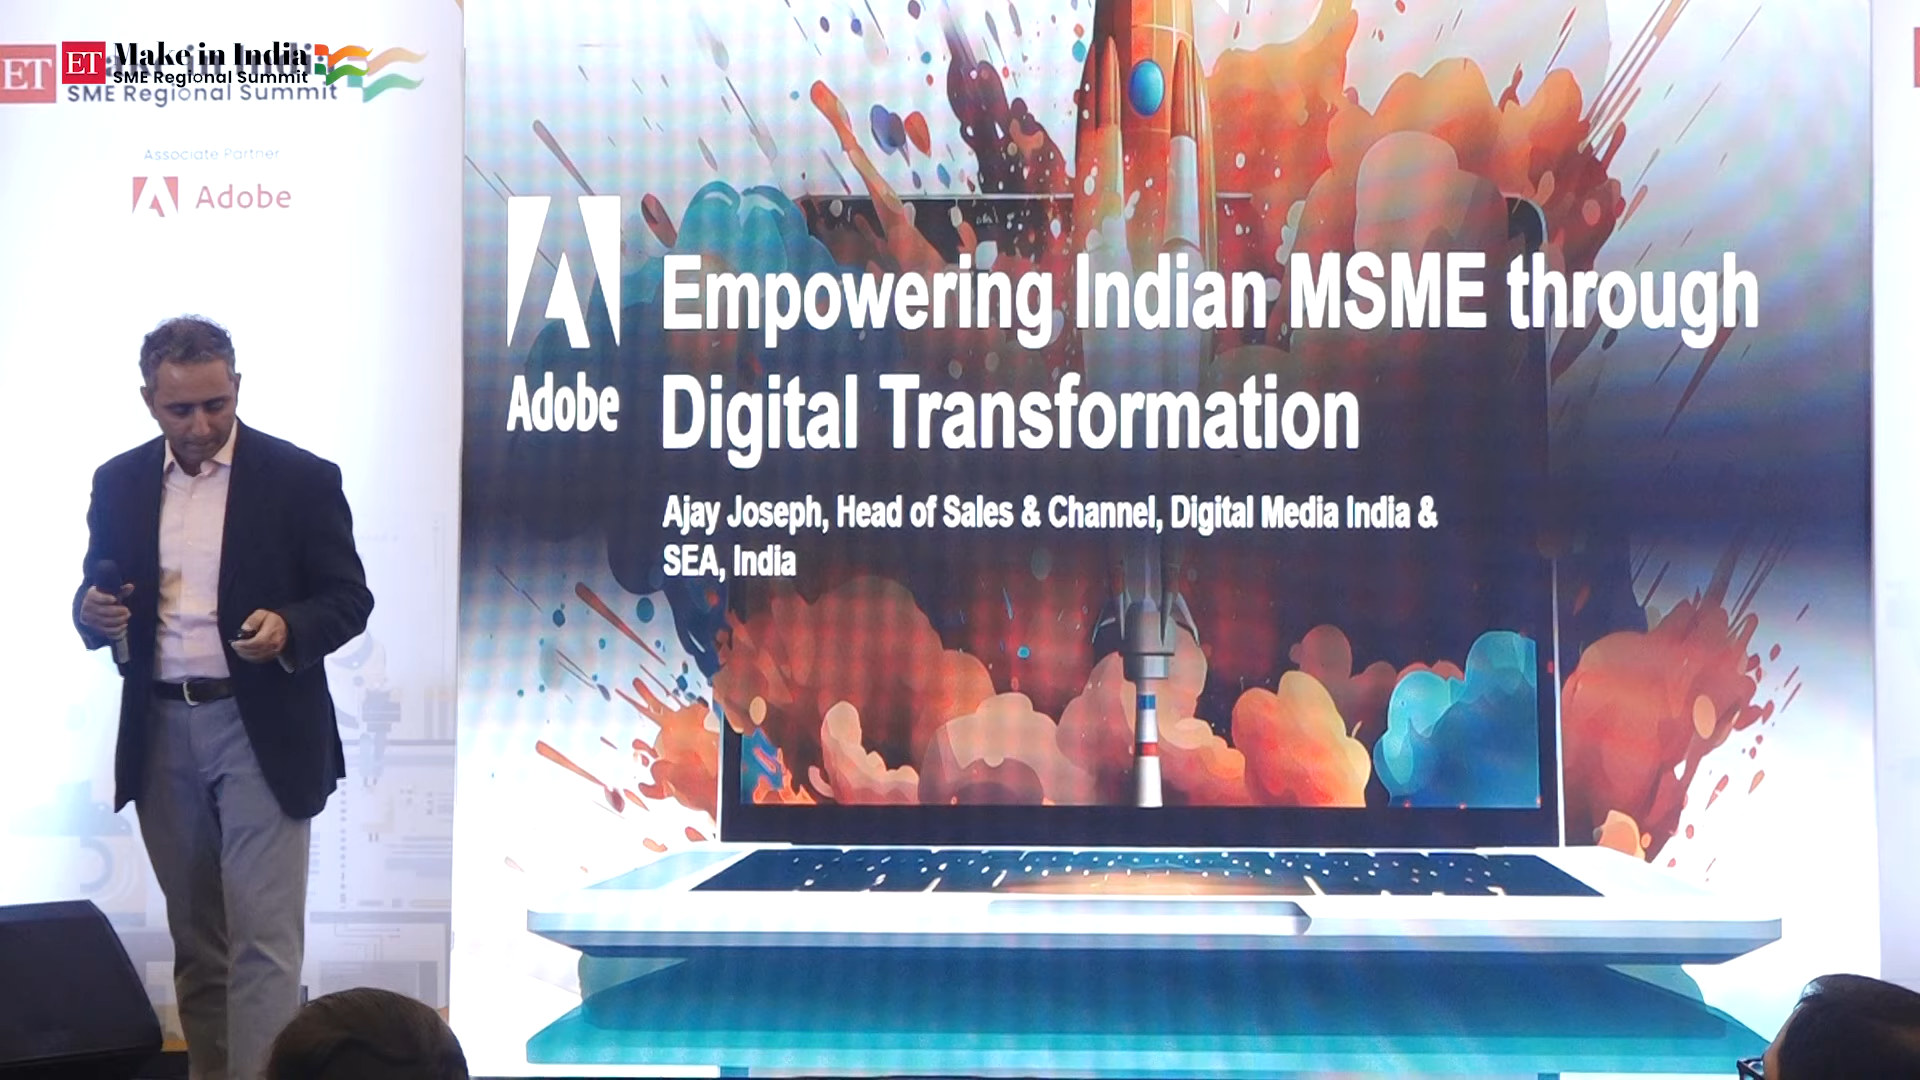 ET
ET Make in India
SME Regional Summit
SME Regional Summit
Associate Partner
Adobe
Adobe
Empowering Indian MSME through
Digital Transformation
Ajay Joseph, Head of Sales & Channel, Digital Media India &
SEA, India